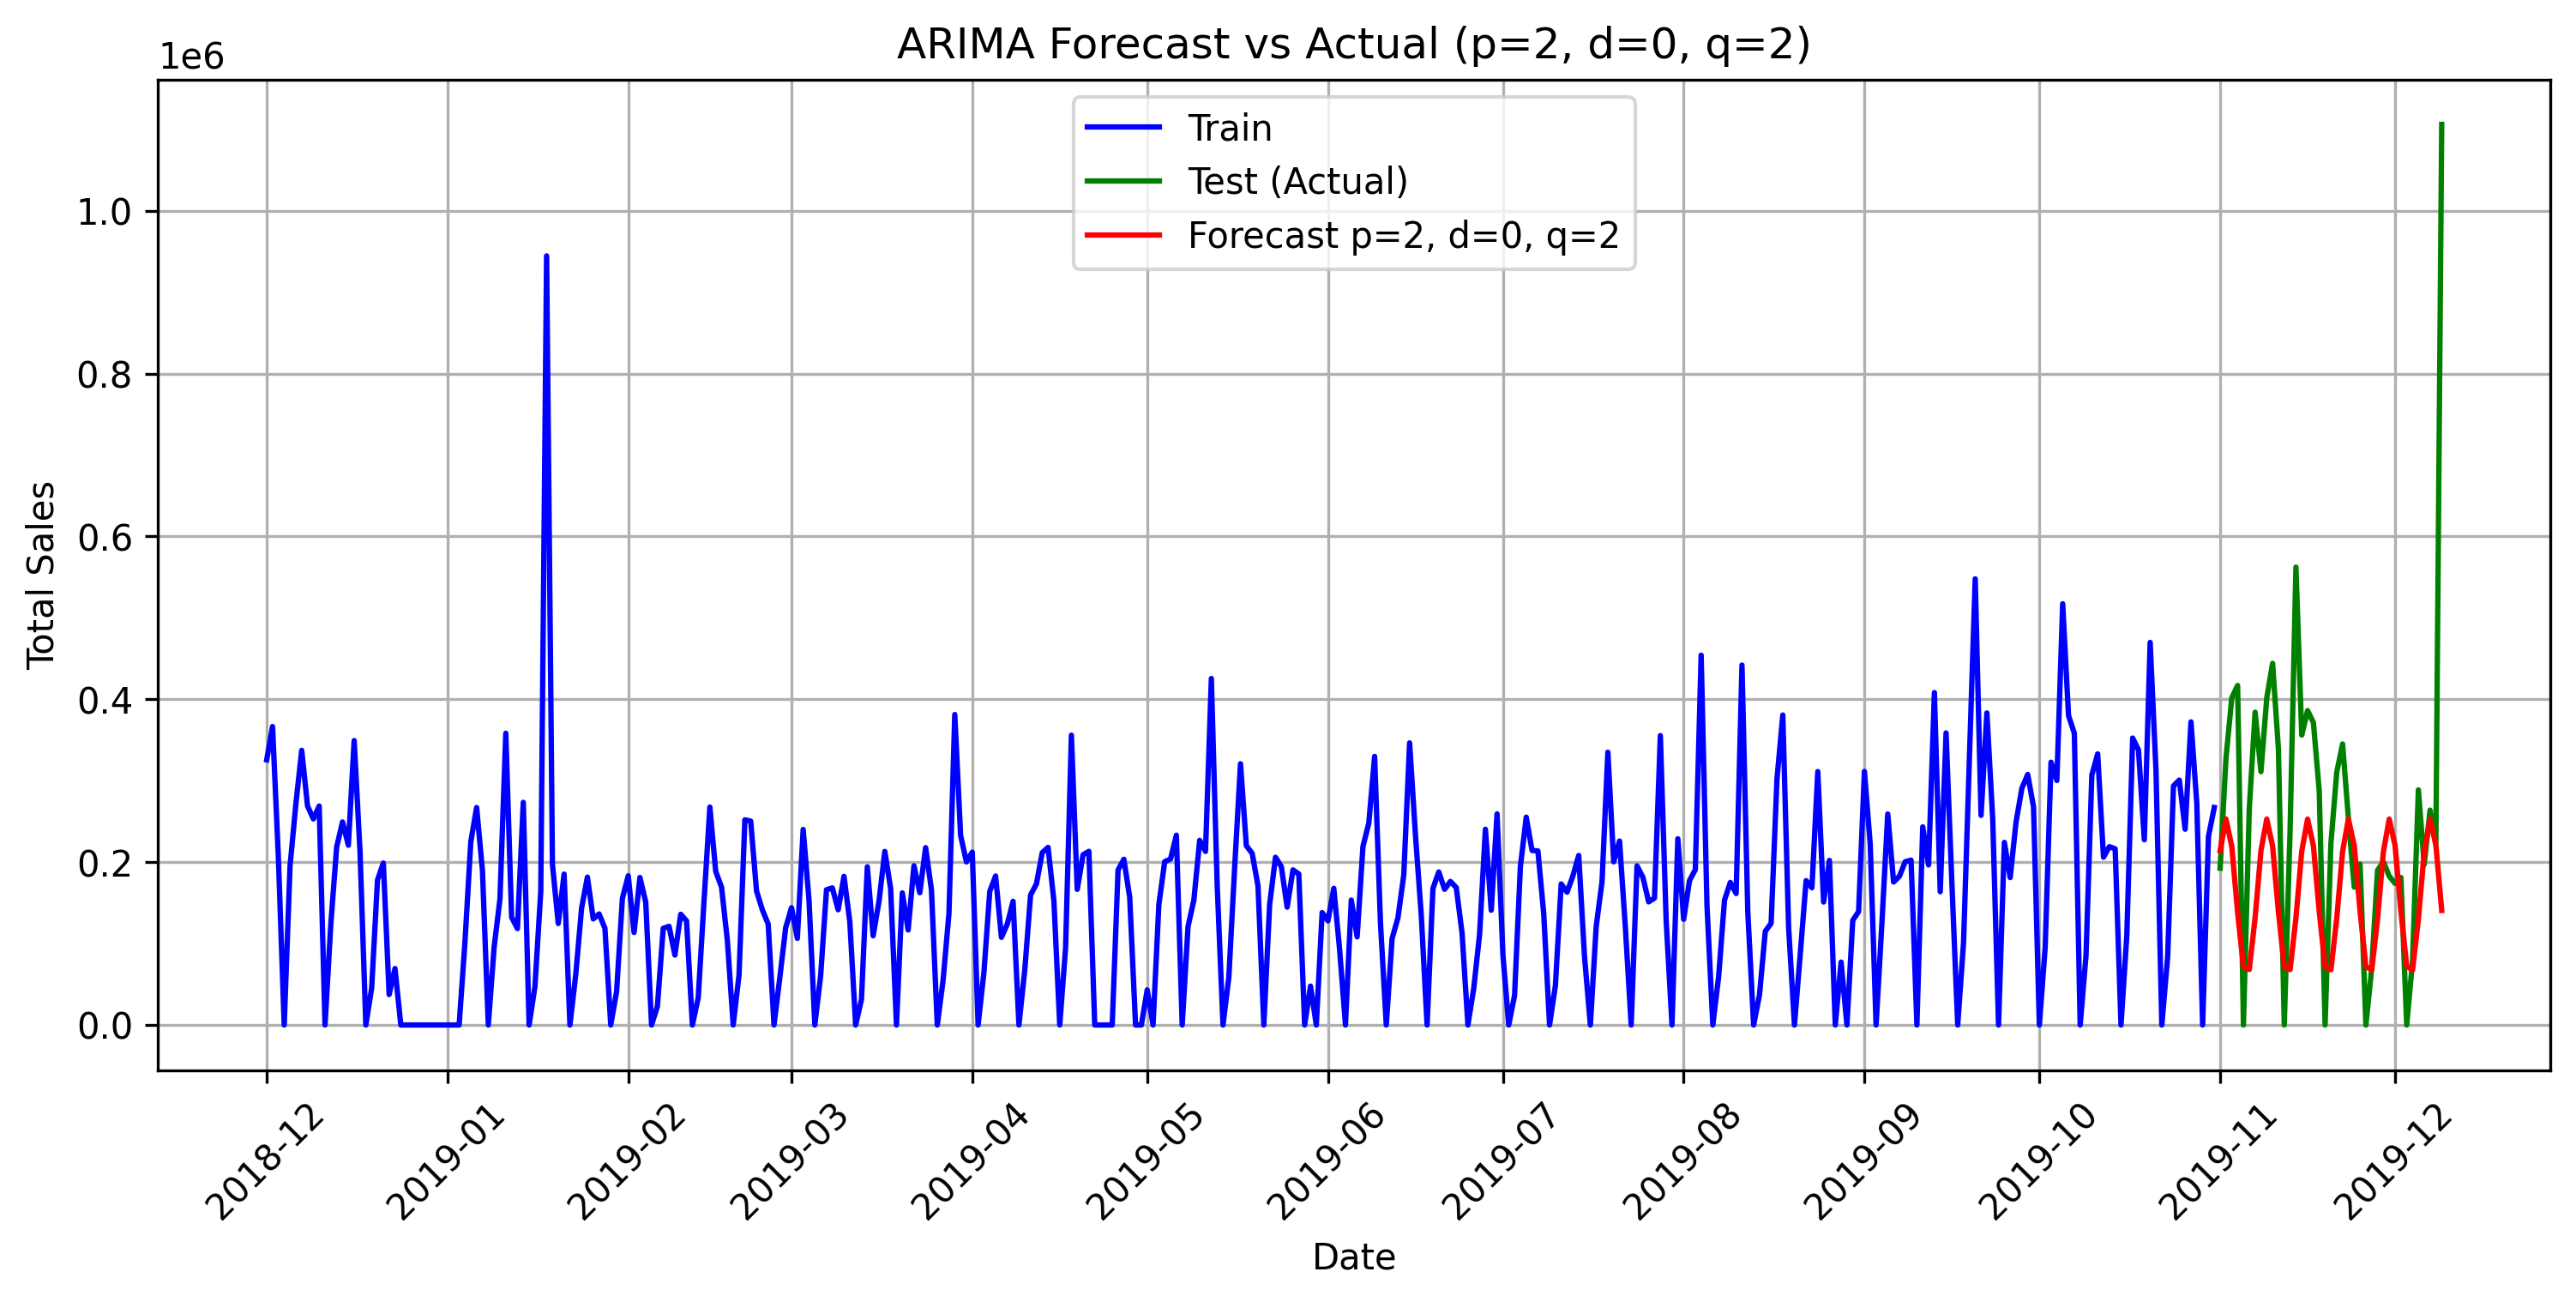 ARIMA Forecast vs Actual (p=2, d=0, q=2)
1e6
Train
Test (Actual)
Forecast p=2, d=0, q=2
1.0
0.8
0.6
0.4
0.2
0.0
Total Sales
2018-12
2019-01
2019-02
2019-03
2019-04
2019-05
2019-06
2019-07
2019-08
2019-09
2019-10
2019-11
2019-12
Date